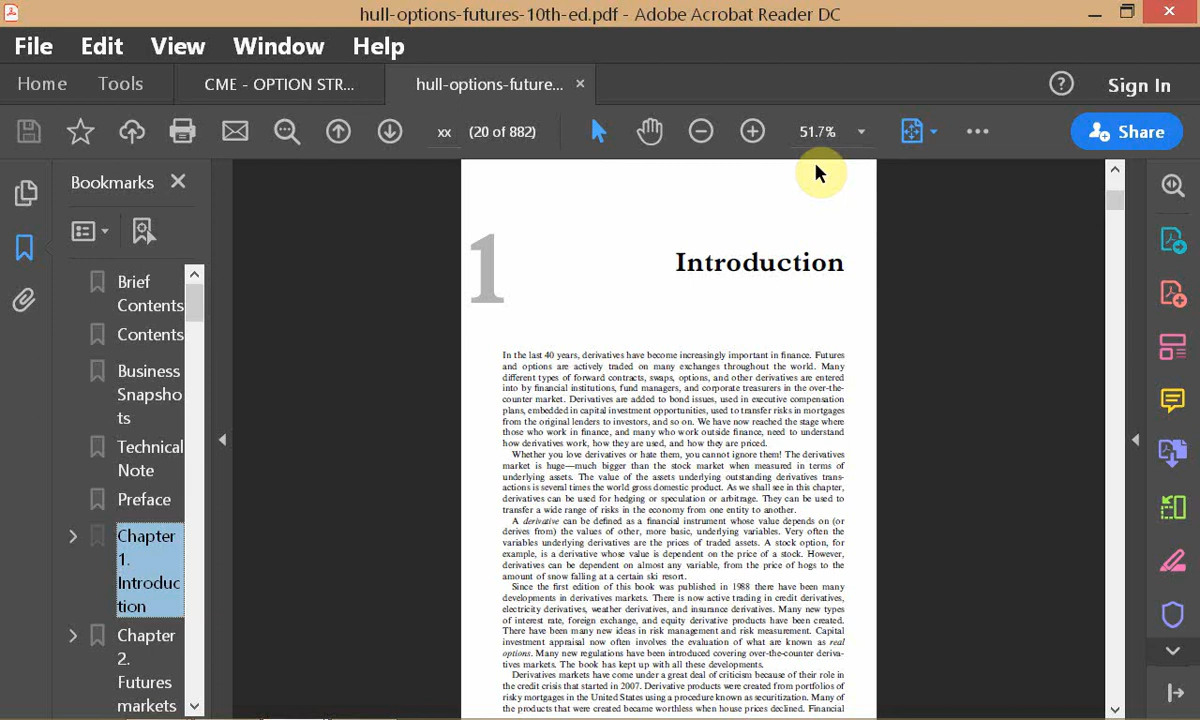 hull-options-futures-10th-ed.pdf - Adobe Acrobat Reader DC
File Edit View Window Help
Home Tools CME - OPTION STR... hull-options-future... ×
xx (20 of 882) 51.7% Share
Sign In
Bookmarks
Brief
Contents
Contents
Business
Snapsho
ts
Technical
Note
Preface
Chapter
1.
Introduc
tion
Chapter
2.
Futures
markets
1
Introduction
In the last 40 years, derivatives have become increasingly important in finance. Futures
and options are actively traded on many exchanges throughout the world. Many
different types of forward contracts, swaps, options, and other derivatives are entered
into by financial institutions, fund managers, and corporate treasurers in the over-the-
counter market. Derivatives are added to bond issues, used in executive compensation
plans, embedded in capital investment opportunities, used to transfer risks in mortgages
from the original lenders to investors, and so on. We have now reached the stage where
those who work in finance, and many who work outside finance, need to understand
how derivatives work, how they are used, and how they are priced.
Whether you love derivatives or hate them, you cannot ignore them! The derivatives
market is huge—much bigger than the stock market when measured in terms of
underlying assets. The value of the assets underlying outstanding derivatives trans-
actions is several times the world gross domestic product. As we shall see in this chapter,
derivatives can be used for hedging or speculation or arbitrage. They can be used to
transfer a wide range of risks in the economy from one entity to another.
A derivative can be defined as a financial instrument whose value depends on (or
derives from) the values of other, more basic, underlying variables. Very often the
variables underlying derivatives are the prices of traded assets. A stock option, for
example, is a derivative whose value is dependent on the price of a stock. However,
derivatives can be dependent on almost any variable, from the price of hogs to the
amount of snow falling at a certain ski resort.
Since the first edition of this book was published in 1988 there have been many
developments in derivatives markets. There is now active trading in credit derivatives,
electricity derivatives, weather derivatives, and insurance derivatives. Many new types
of interest rate, foreign exchange, and equity derivative products have been created.
There have been many new ideas in risk management and risk measurement. Capital
investment appraisal now often involves the evaluation of what are known as real
options. Many new regulations have been introduced covering over-the-counter deriva-
tives markets. The book has kept up with all these developments.
Derivatives markets have come under a great deal of criticism because of their role in
the credit crisis that started in 2007. Derivative products were created from portfolios of
risky mortgages in the United States using a procedure known as securitization. Many of
the products that were created became worthless when house prices declined. Financial